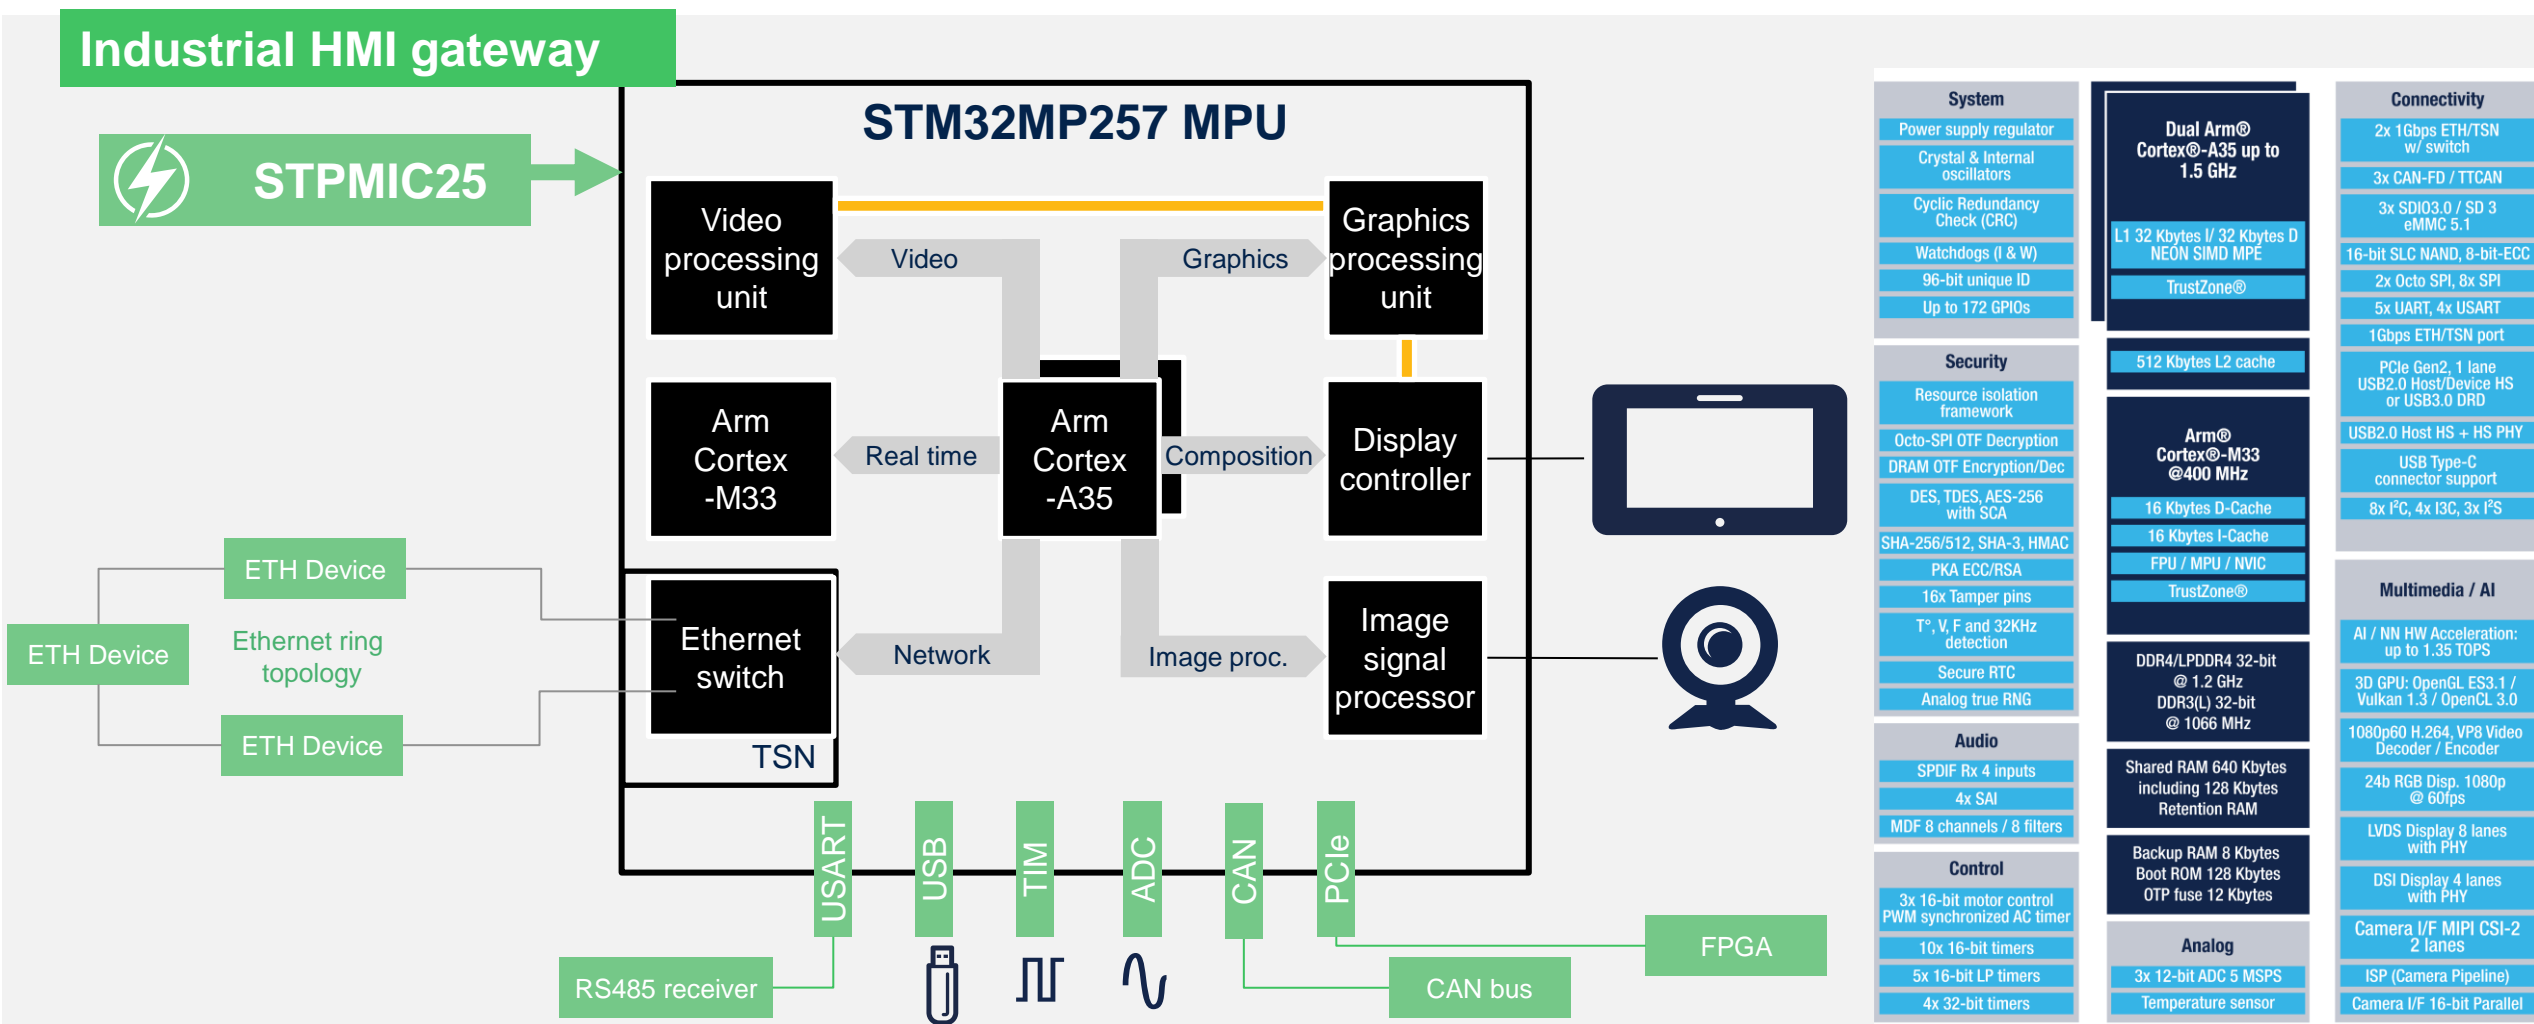 Industrial HMI gateway
STPMIC25
STM32MP257 MPU
Video
processing
unit
Graphics
processing
unit
Video
Graphics
Arm
Cortex
-M33
Real time
Arm
Cortex
-A35
Composition
Display
controller
Ethernet
switch
Network
Image proc.
Image
signal
processor
TSN
ETH Device
ETH Device
Ethernet ring
topology
ETH Device
USART
USB
TIM
ADC
CAN
PCIe
RS485 receiver
CAN bus
FPGA
System
Power supply regulator
Crystal & Internal
oscillators
Cyclic Redundancy
Check (CRC)
Watchdogs (I & W)
96-bit unique ID
Up to 172 GPIOs
Security
Resource isolation
framework
Octo-SPI OTF Decryption
DRAM OTF Encryption/Dec
DES, TDES, AES-256
with SCA
SHA-256/512, SHA-3, HMAC
PKA ECC/RSA
16x Tamper pins
T°, V, F and 32KHz
detection
Secure RTC
Analog true RNG
Audio
SPDIF Rx 4 inputs
4x SAI
MDF 8 channels / 8 filters
Control
3x 16-bit motor control
PWM synchronized AC timer
10x 16-bit timers
5x 16-bit LP timers
4x 32-bit timers
Dual Arm®
Cortex®-A35 up to
1.5 GHz
L1 32 Kbytes I/ 32 Kbytes D
NEON SIMD MPE
TrustZone®
512 Kbytes L2 cache
Arm®
Cortex®-M33
@400 MHz
16 Kbytes D-Cache
16 Kbytes I-Cache
FPU / MPU / NVIC
TrustZone®
DDR4/LPDDR4 32-bit
@ 1.2 GHz
DDR3(L) 32-bit
@ 1066 MHz
Shared RAM 640 Kbytes
including 128 Kbytes
Retention RAM
Backup RAM 8 Kbytes
Boot ROM 128 Kbytes
OTP fuse 12 Kbytes
Analog
3x 12-bit ADC 5 MSPS
Temperature sensor
Connectivity
2x 1Gbps ETH/TSN
w/ switch
3x CAN-FD / TTCAN
3x SDIO3.0 / SD 3
eMMC 5.1
16-bit SLC NAND, 8-bit-ECC
2x Octo SPI, 8x SPI
5x UART, 4x USART
1Gbps ETH/TSN port
PCIe Gen2, 1 lane
USB2.0 Host/Device HS
or USB3.0 DRD
USB2.0 Host HS + HS PHY
USB Type-C
connector support
8x I²C, 4x I3C, 3x I²S
Multimedia / AI
AI / NN HW Acceleration:
up to 1.35 TOPS
3D GPU: OpenGL ES3.1 /
Vulkan 1.3 / OpenCL 3.0
1080p60 H.264, VP8 Video
Decoder / Encoder
24b RGB Disp. 1080p
@ 60fps
LVDS Display 8 lanes
with PHY
DSI Display 4 lanes
with PHY
Camera I/F MIPI CSI-2
2 lanes
ISP (Camera Pipeline)
Camera I/F 16-bit Parallel